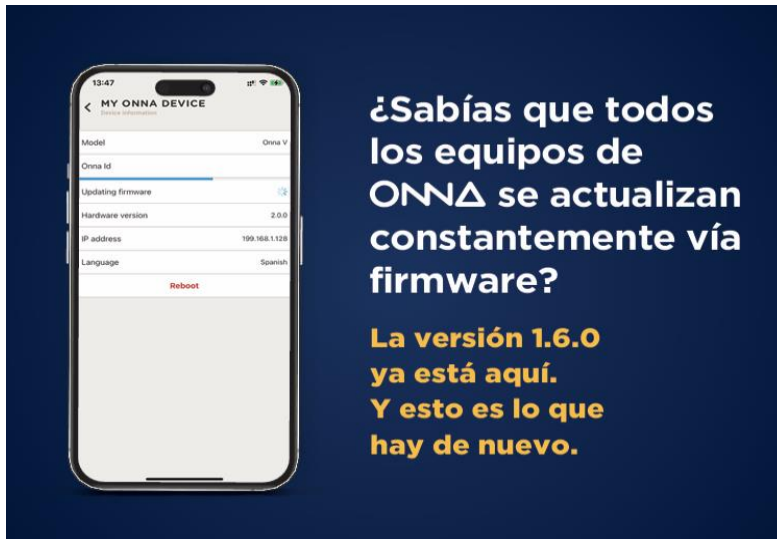 13:47
MY ONNA DEVICE
Device information
Model Onna V
Onna Id
Updating firmware
Hardware version 2.0.0
IP address 199.168.1.128
Language Spanish
Reboot
¿Sabías que todos
los equipos de
ONNA se actualizan
constantemente vía
firmware?
La versión 1.6.0
ya está aquí.
Y esto es lo que
hay de nuevo.